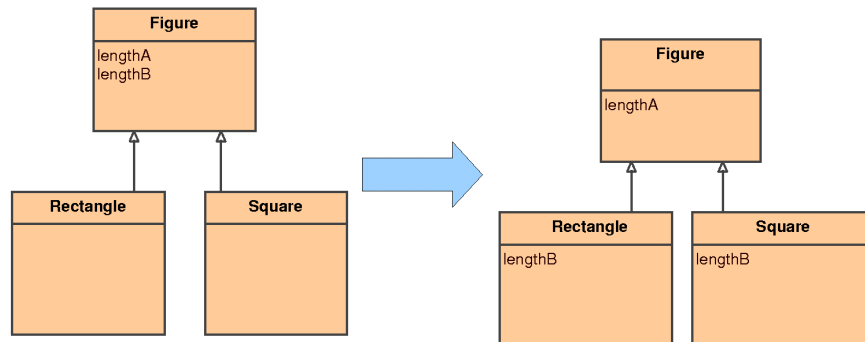 Figure
lengthA
lengthB
Rectangle
Square
Figure
lengthA
Rectangle
lengthB
Square
lengthB